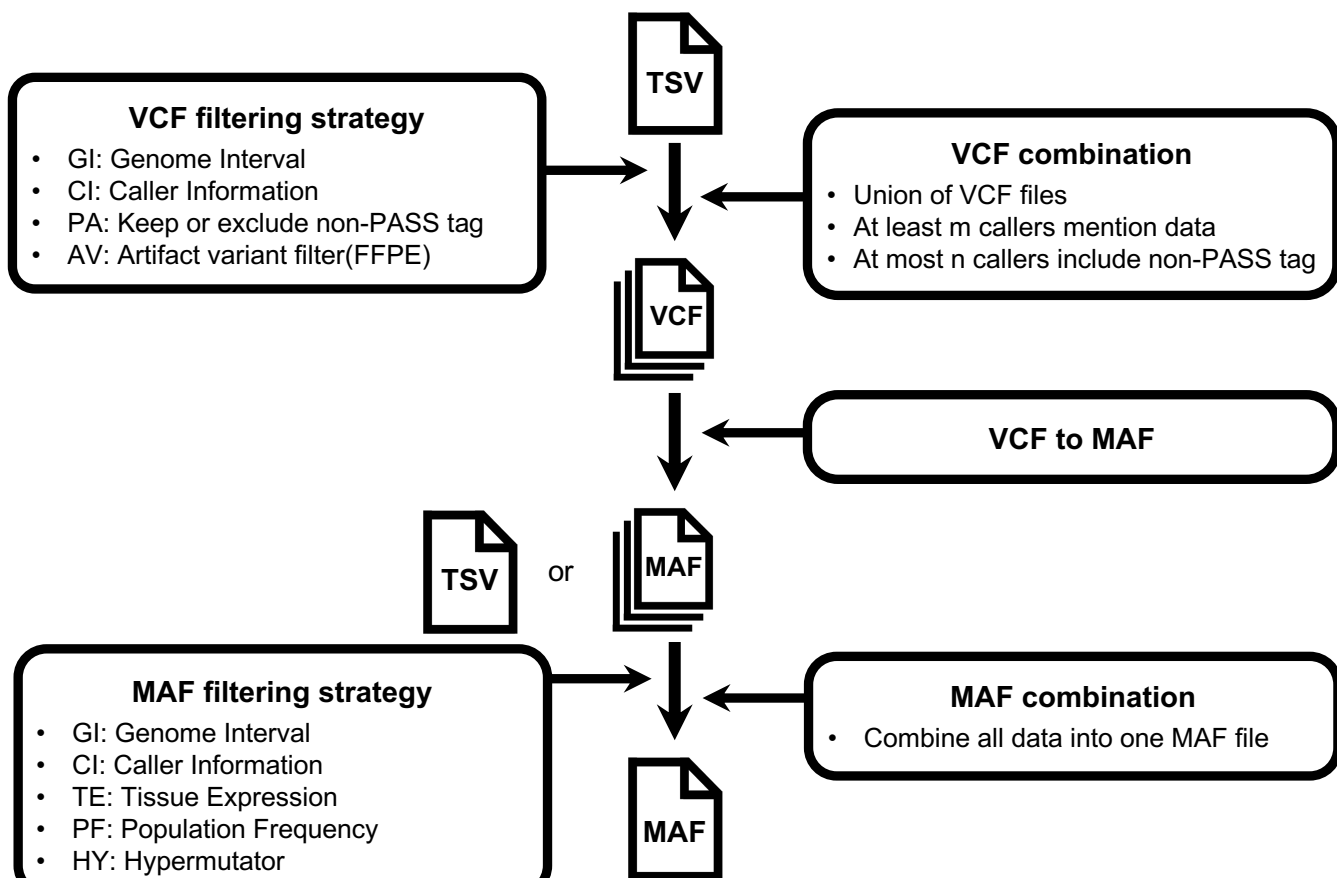 TSV
VCF filtering strategy
• GI: Genome Interval
• CI: Caller Information
• PA: Keep or exclude non-PASS tag
• AV: Artifact variant filter(FFPE)
VCF combination
• Union of VCF files
• At least m callers mention data
• At most n callers include non-PASS tag
VCF
VCF to MAF
TSV or MAF
MAF filtering strategy
• GI: Genome Interval
• CI: Caller Information
• TE: Tissue Expression
• PF: Population Frequency
• HY: Hypermutator
MAF combination
• Combine all data into one MAF file
MAF